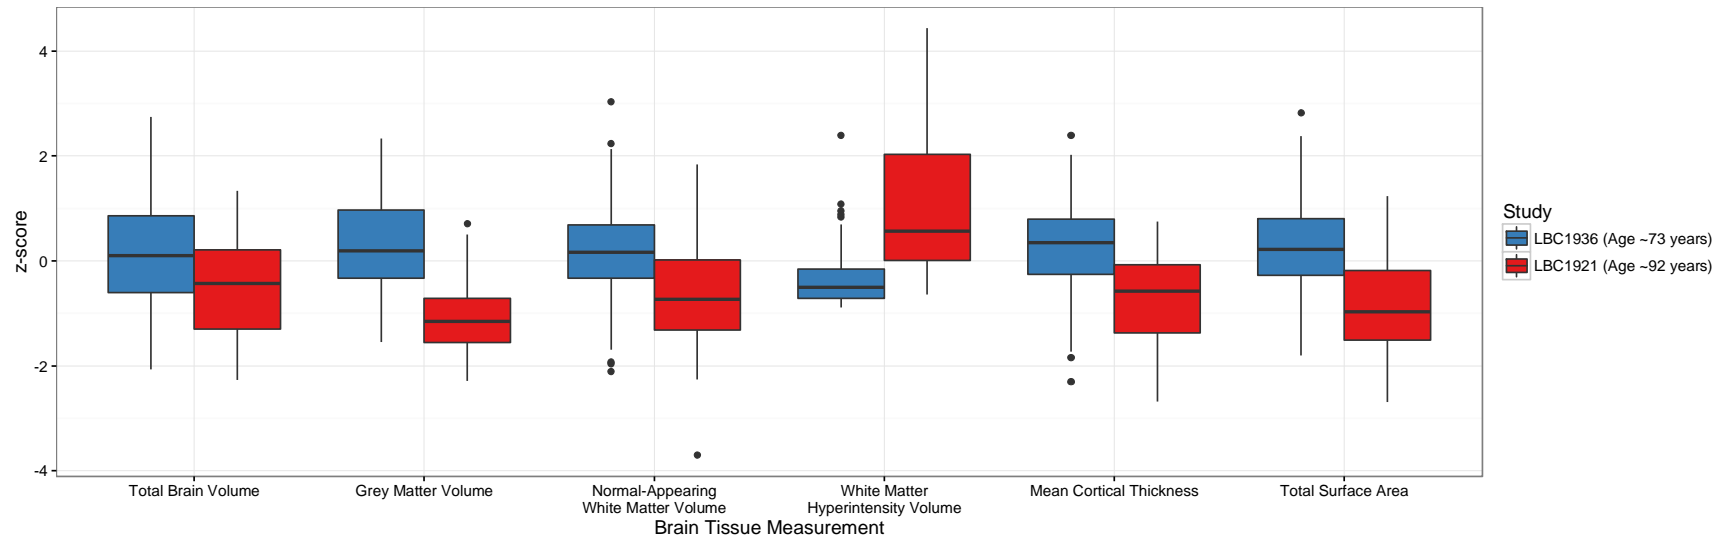 4
2
0
-2
-4
z-score
Total Brain Volume
Grey Matter Volume
Normal-Appearing
White Matter Volume
White Matter
Hyperintensity Volume
Mean Cortical Thickness
Total Surface Area
Brain Tissue Measurement
Study
LBC1936 (Age ~73 years)
LBC1921 (Age ~92 years)